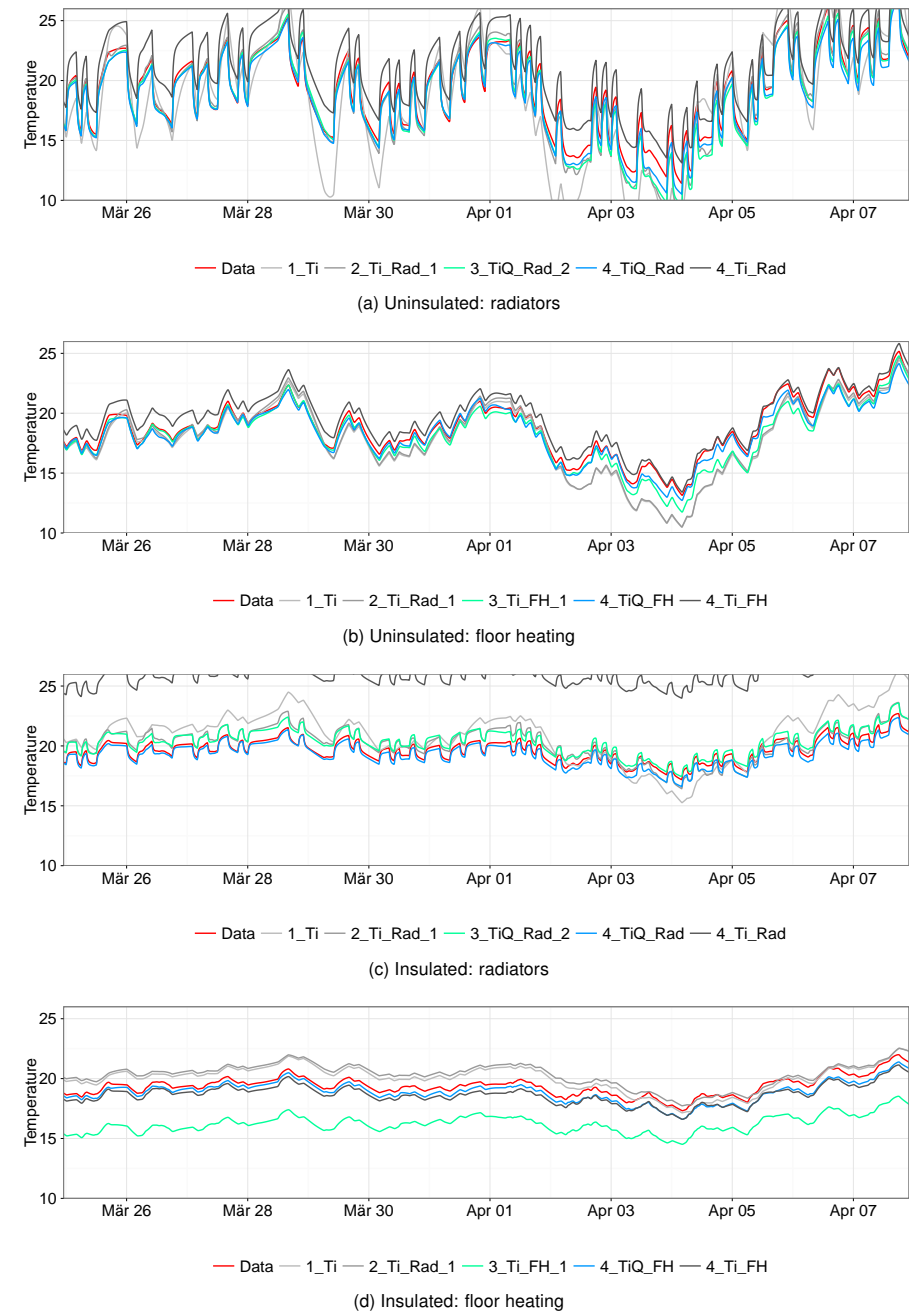 25
20
15
10
Temperature
Mär 26 Mär 28 Mär 30 Apr 01 Apr 03 Apr 05 Apr 07
Data 1_Ti 2_Ti_Rad_1 3_TiQ_Rad_2 4_TiQ_Rad 4_Ti_Rad
(a) Uninsulated: radiators
25
20
15
10
Temperature
Mär 26 Mär 28 Mär 30 Apr 01 Apr 03 Apr 05 Apr 07
Data 1_Ti 2_Ti_Rad_1 3_Ti_FH_1 4_TiQ_FH 4_Ti_FH
(b) Uninsulated: floor heating
25
20
15
10
Temperature
Mär 26 Mär 28 Mär 30 Apr 01 Apr 03 Apr 05 Apr 07
Data 1_Ti 2_Ti_Rad_1 3_TiQ_Rad_2 4_TiQ_Rad 4_Ti_Rad
(c) Insulated: radiators
25
20
15
10
Temperature
Mär 26 Mär 28 Mär 30 Apr 01 Apr 03 Apr 05 Apr 07
Data 1_Ti 2_Ti_Rad_1 3_Ti_FH_1 4_TiQ_FH 4_Ti_FH
(d) Insulated: floor heating